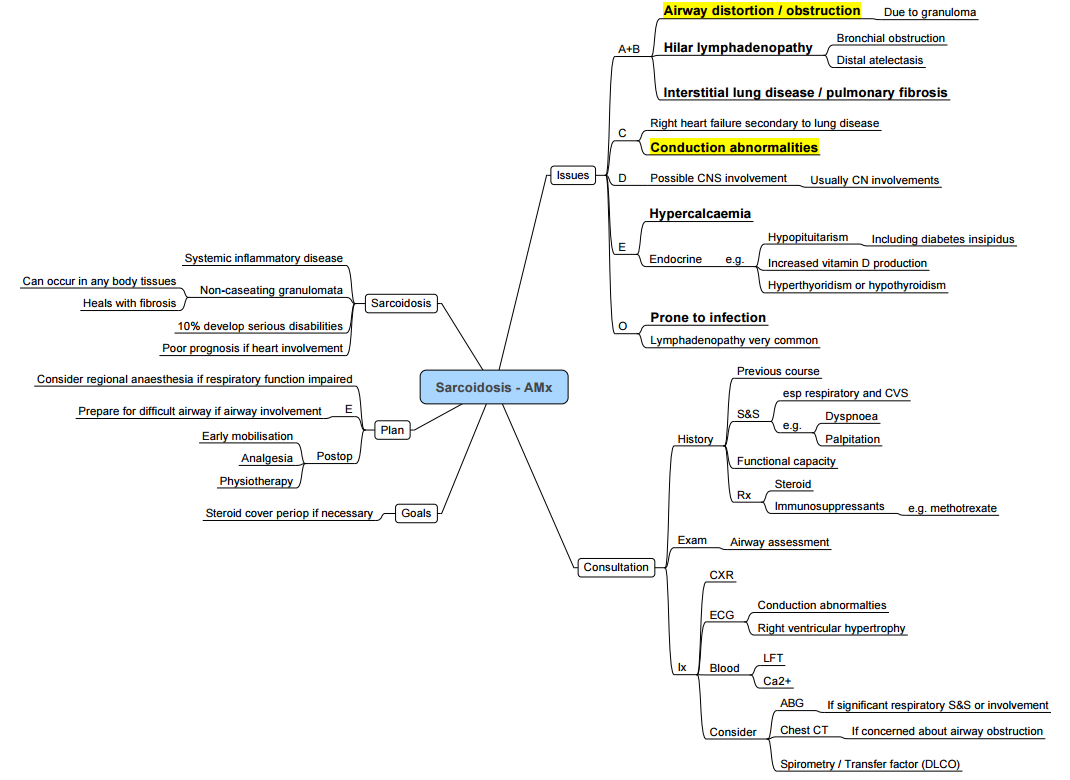 Sarcoidosis - AMx
Issues
A+B
Airway distortion / obstruction
Due to granuloma
Hilar lymphadenopathy
Bronchial obstruction
Distal atelectasis
Interstitial lung disease / pulmonary fibrosis
C
Right heart failure secondary to lung disease
Conduction abnormalities
D
Possible CNS involvement
Usually CN involvements
E
Hypercalcaemia
Endocrine
e.g.
Hypopituitarism
Including diabetes insipidus
Increased vitamin D production
Hyperthyoridism or hypothyroidism
O
Prone to infection
Lymphadenopathy very common
Consultation
History
Previous course
S&S
esp respiratory and CVS
e.g.
Dyspnoea
Palpitation
Functional capacity
Rx
Steroid
Immunosuppressants
e.g. methotrexate
Exam
Airway assessment
Ix
CXR
ECG
Conduction abnormalties
Right ventricular hypertrophy
Blood
LFT
Ca2+
Consider
ABG
If significant respiratory S&S or involvement
Chest CT
If concerned about airway obstruction
Spirometry / Transfer factor (DLCO)
Sarcoidosis
Systemic inflammatory disease
Non-caseating granulomata
Can occur in any body tissues
Heals with fibrosis
10% develop serious disabilities
Poor prognosis if heart involvement
Plan
Consider regional anaesthesia if respiratory function impaired
E
Prepare for difficult airway if airway involvement
Postop
Early mobilisation
Analgesia
Physiotherapy
Goals
Steroid cover periop if necessary